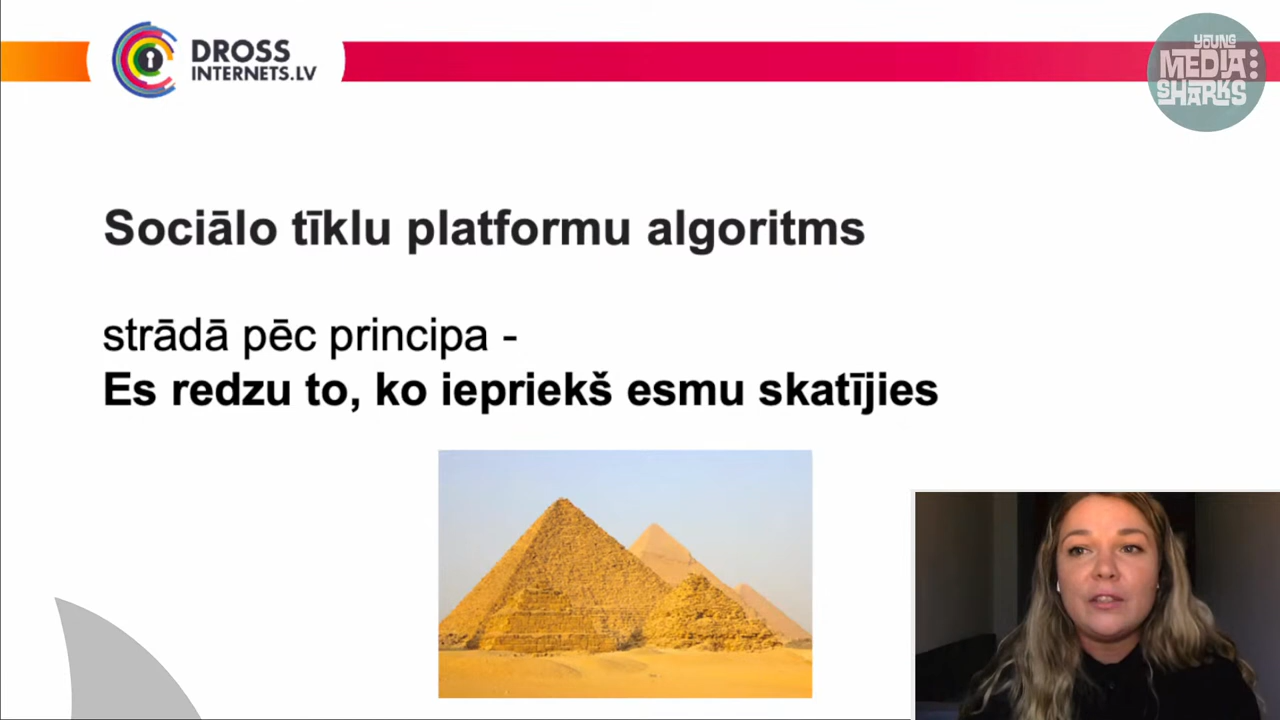 DROSS
INTERNETS.LV
YOUNG
MEDIA:
SHARKS
Sociālo tīklu platformu algoritms
strādā pēc principa -
Es redzu to, ko iepriekš esmu skatījies